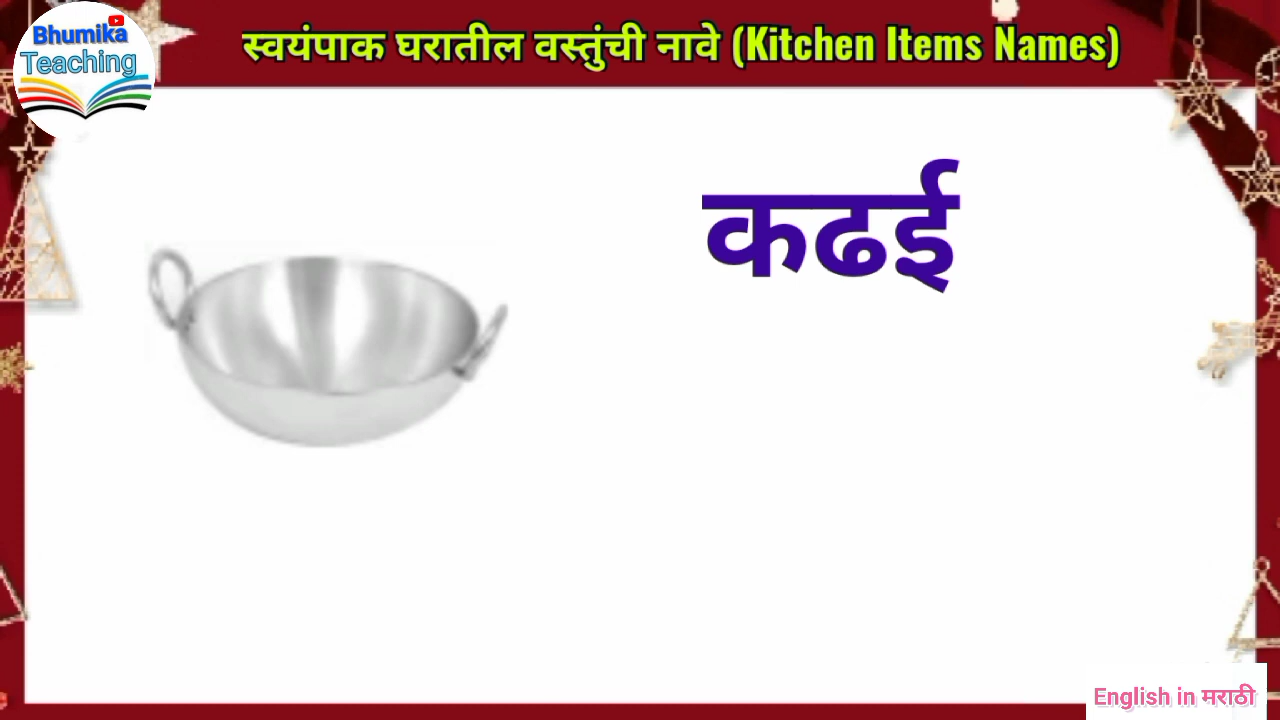 Bhumika
Teaching
स्वयंपाक घरातील वस्तुंची नावे (Kitchen Items Names)
कढई
English in मराठी